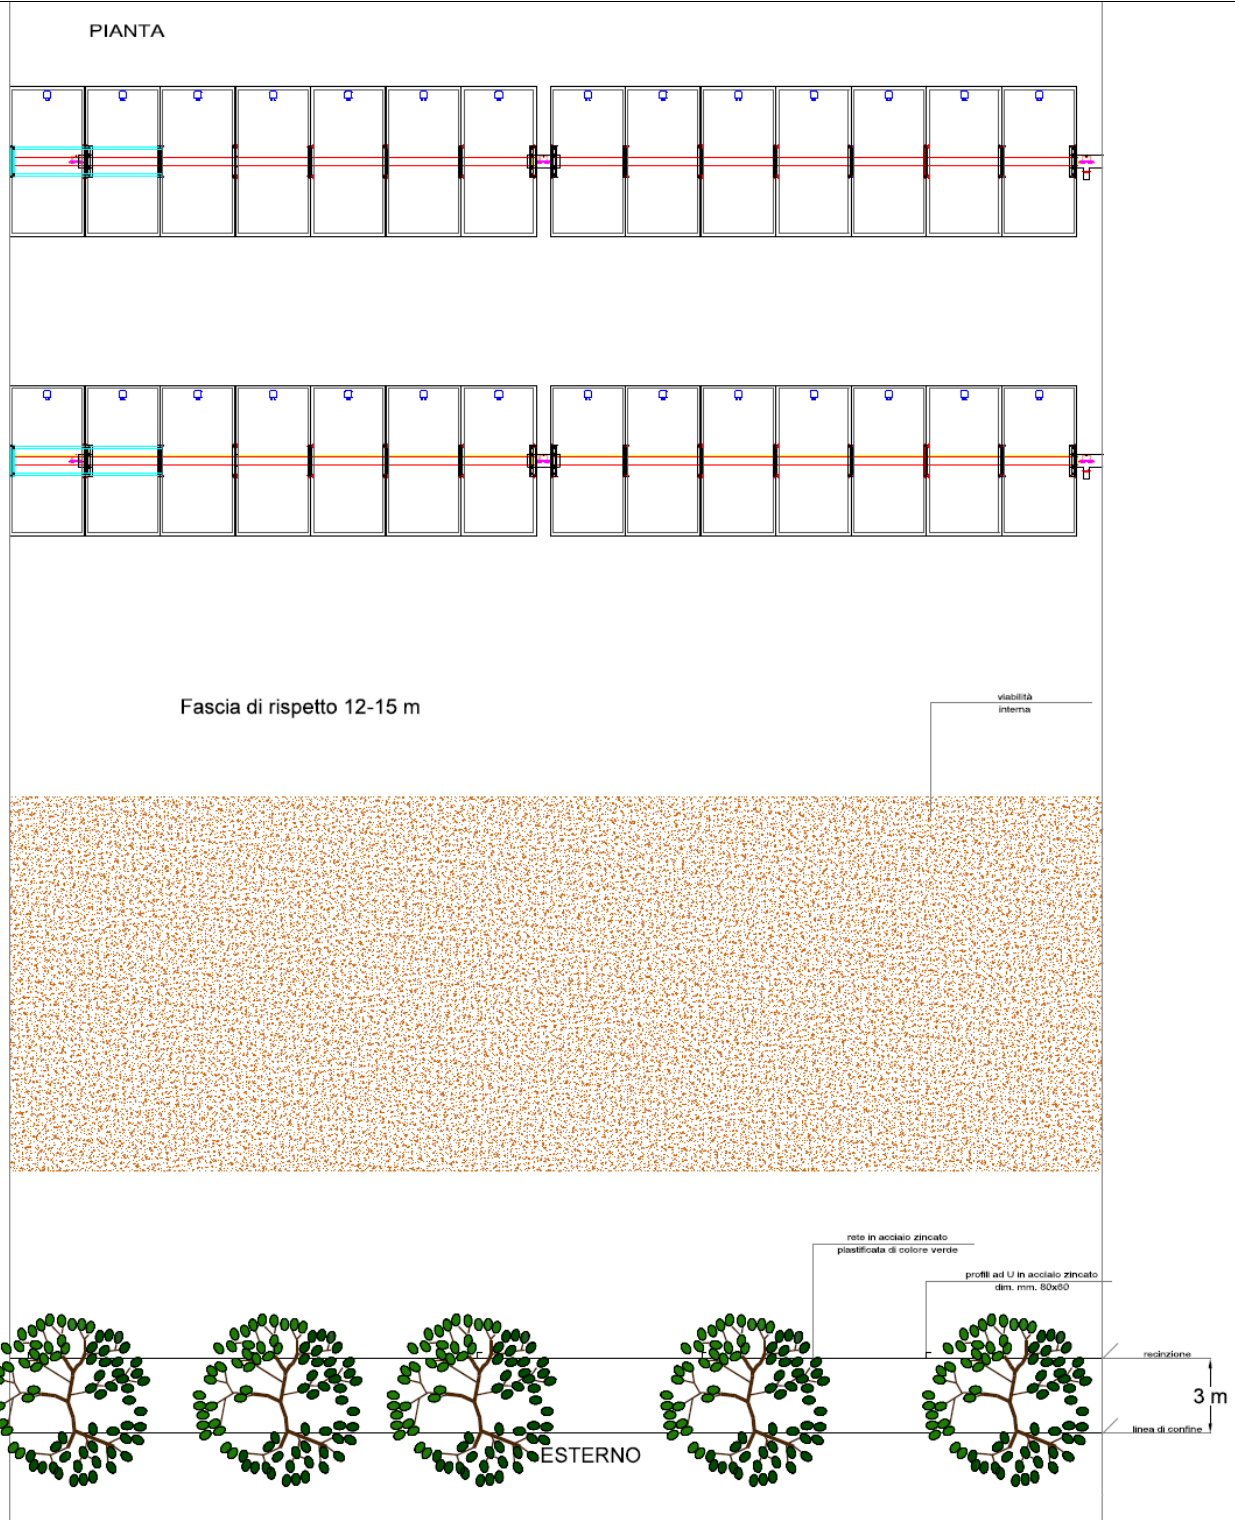 PIANTA
Fascia di rispetto 12-15 m
viabilità
interna
rete in acciaio zincato
plastificata di colore verde
profili ad U in acciaio zincato
dim. mm. 80x60
recinzione
3 m
linea di confine
ESTERNO